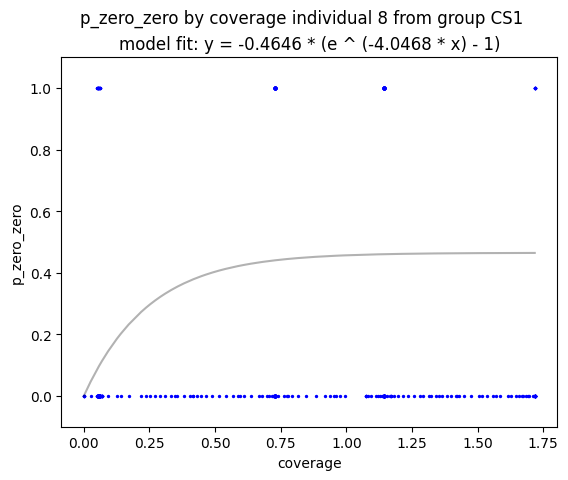 p_zero_zero by coverage individual 8 from group CS1
model fit: y = -0.4646 * (e ^ (-4.0468 * x) - 1)
1.0
0.8
0.6
0.4
0.2
0.0
p_zero_zero
0.00 0.25 0.50 0.75 1.00 1.25 1.50 1.75
coverage